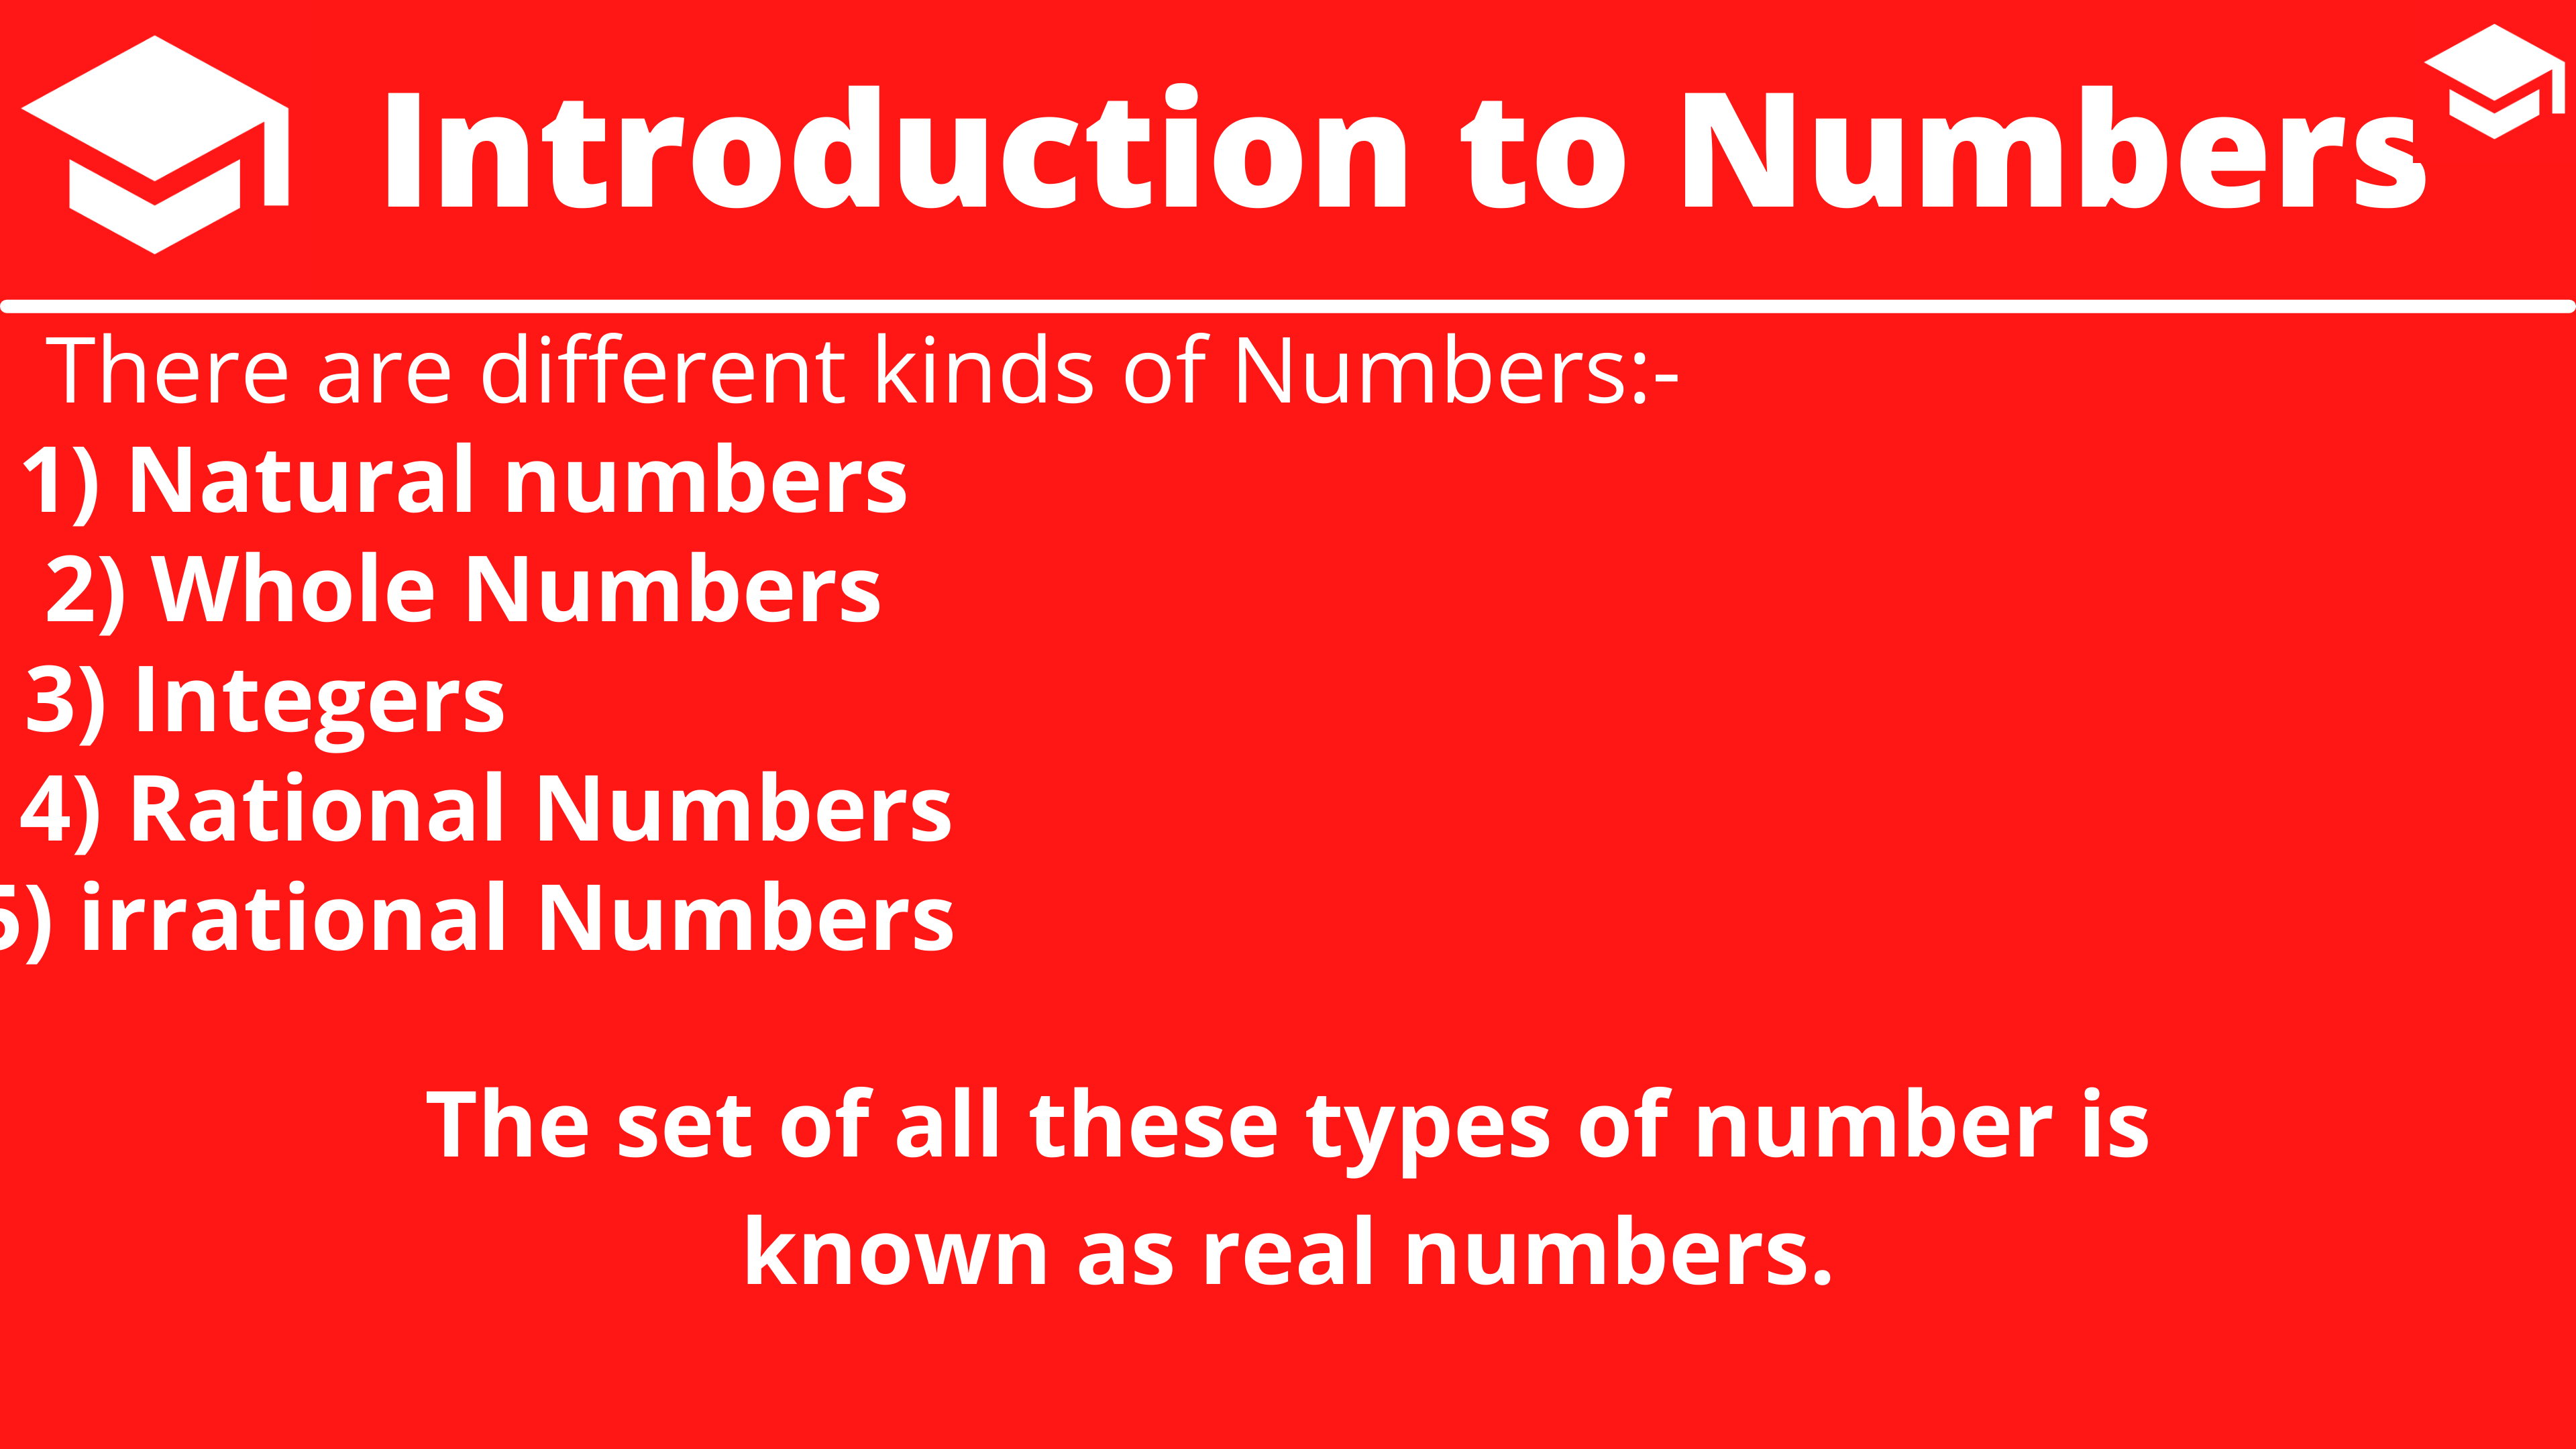 Introduction to Numbers
There are different kinds of Numbers:-
1) Natural numbers
2) Whole Numbers
3) Integers
4) Rational Numbers
5) irrational Numbers
The set of all these types of number is
known as real numbers.